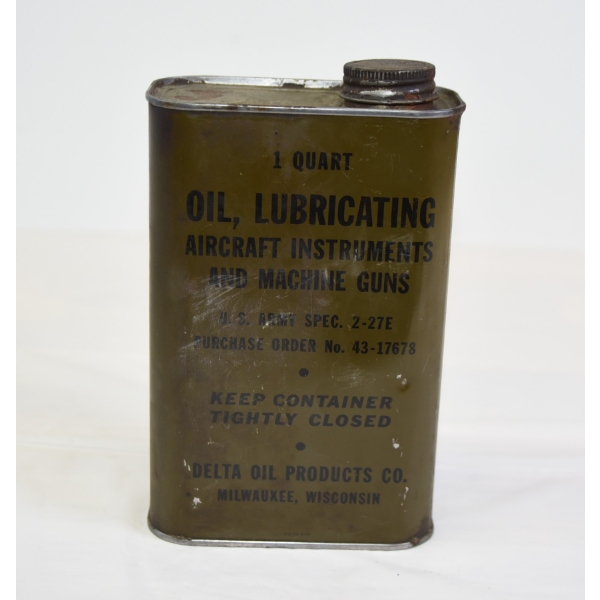 1 QUART
OIL, LUBRICATING
AIRCRAFT INSTRUMENTS
AND MACHINE GUNS
U.S. ARMY SPEC. 2-27E
PURCHASE ORDER No. 43-17678
•
KEEP CONTAINER
TIGHTLY CLOSED
•
DELTA OIL PRODUCTS CO.
MILWAUKEE, WISCONSIN